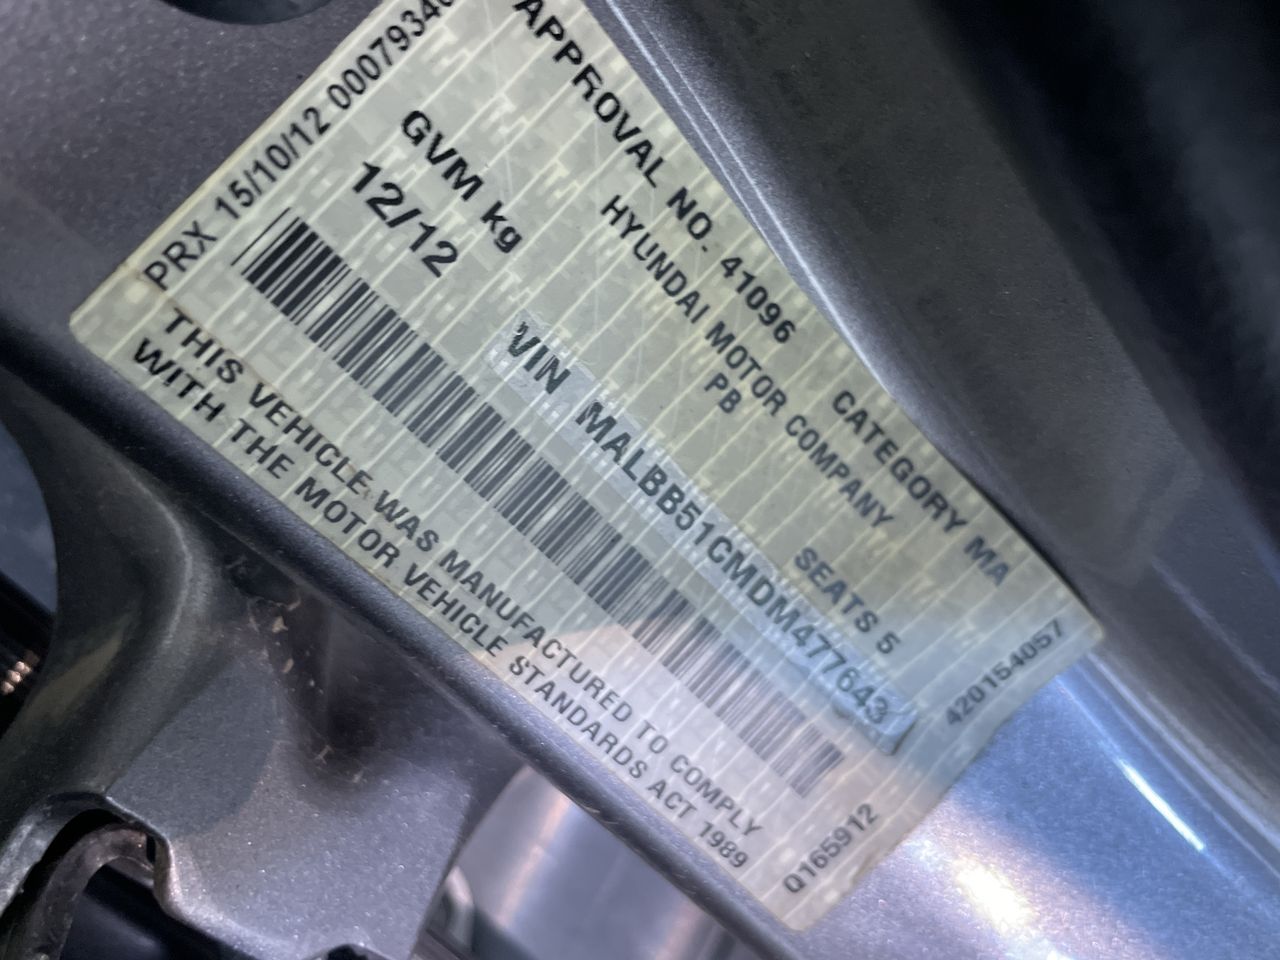 APPROVAL NO. 41096 CATEGORY MA
HYUNDAI MOTOR COMPANY
PB
GVM kg SEATS 5
12/12
VIN MALBB51CMDM477643
THIS VEHICLE WAS MANUFACTURED TO COMPLY
WITH THE MOTOR VEHICLE STANDARDS ACT 1989
PRX 15/10/12
420154057
Q165912